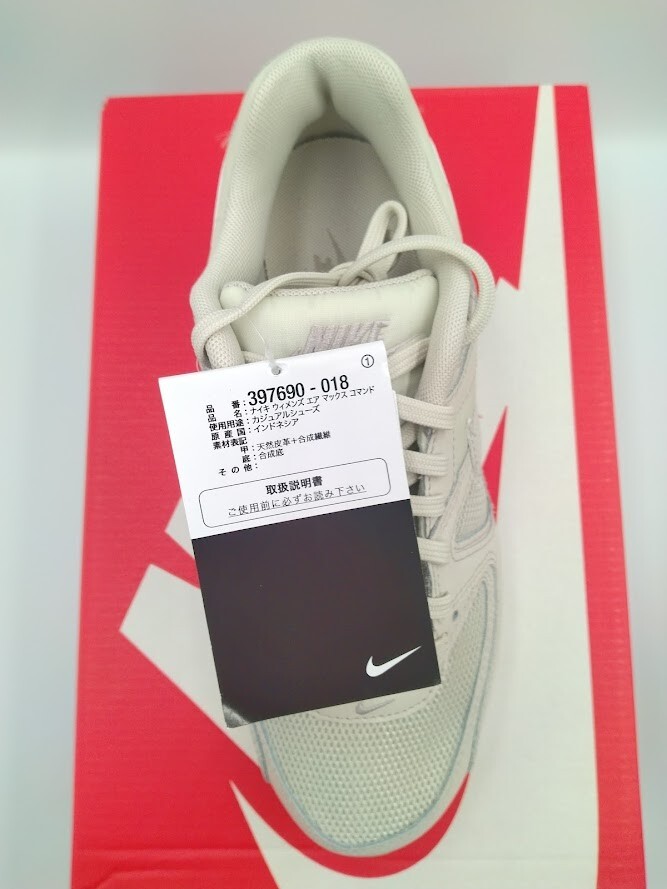 ①
品番：397690 - 018
品名：ナイキ ウィメンズ エア マックス コマンド
使用用途：カジュアルシューズ
原産国：インドネシア
素材表記
甲：天然皮革+合成繊維
底：合成底
その他：
取扱説明書
ご使用前に必ずお読み下さい